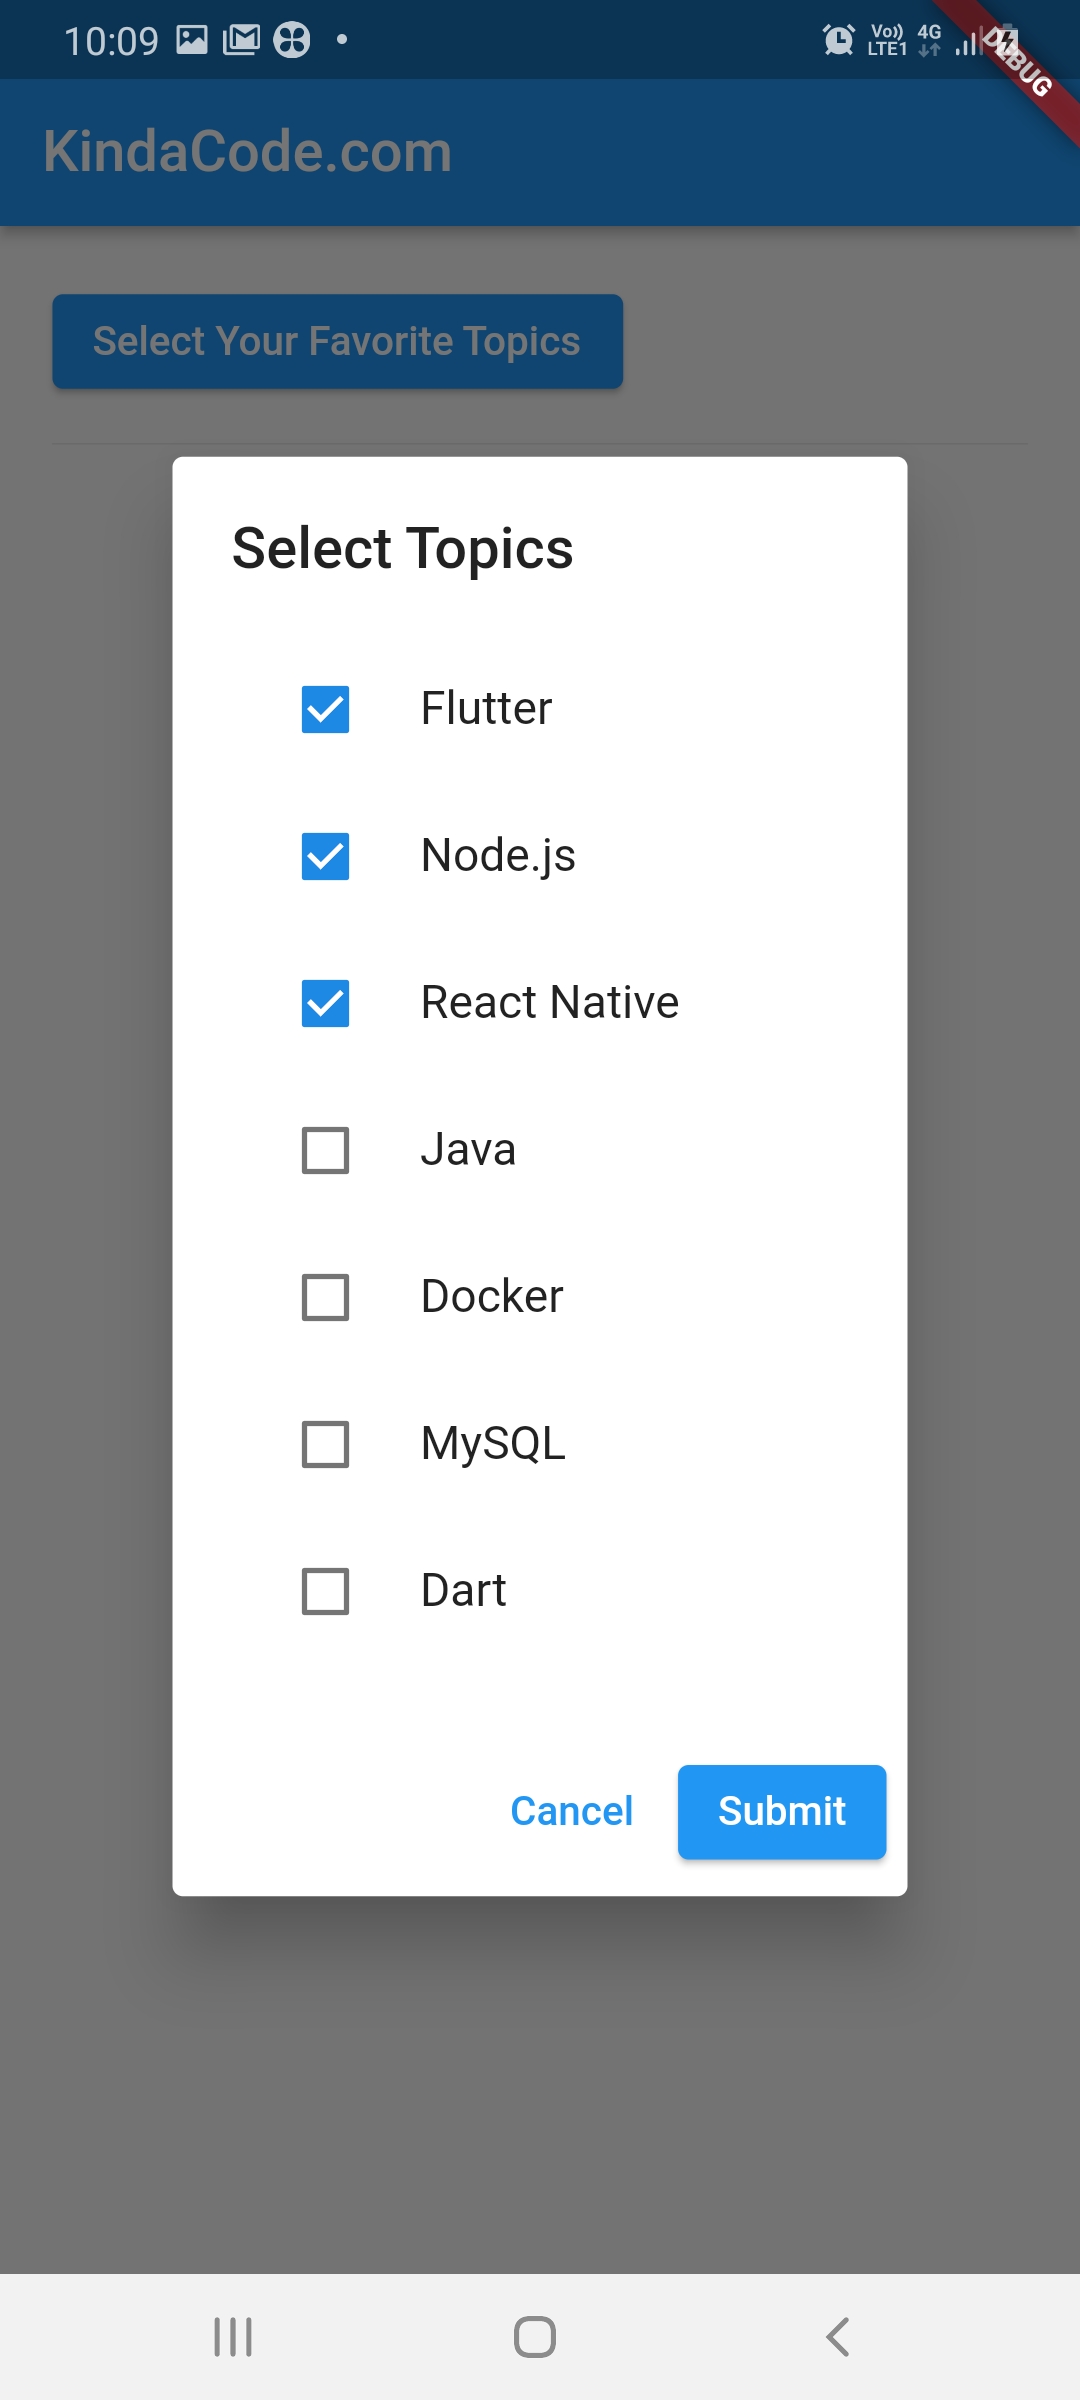 10:09
Vo)) 4G
LTE1
DEBUG
KindaCode.com
Select Your Favorite Topics
Select Topics
Flutter
Node.js
React Native
Java
Docker
MySQL
Dart
Cancel Submit